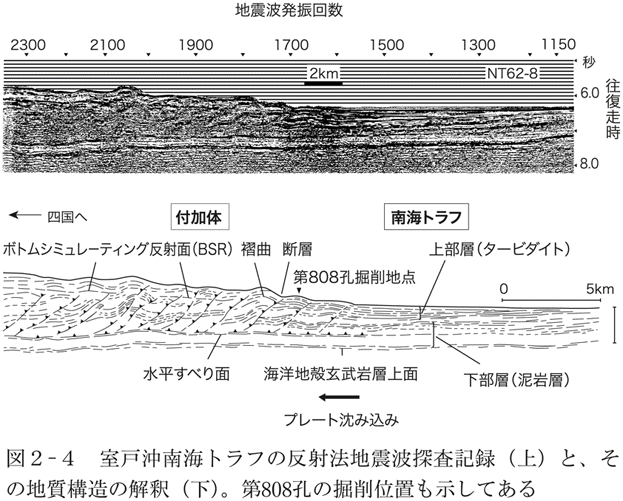 地震波発振回数
2300 2100 1900 1700 1500 1300 1150
秒
2km
NT62-8
6.0
往復走時
8.0
四国へ
付加体
南海トラフ
ボトムシミュレーティング反射面(BSR) 褶曲 断層
上部層(タービダイト)
第808孔掘削地点
0 5km
水平すべり面
海洋地殻玄武岩層上面
下部層(泥岩層)
プレート沈み込み
図2-4 室戸沖南海トラフの反射法地震波探査記録(上)と、そ
の地質構造の解釈(下)。第808孔の掘削位置も示してある